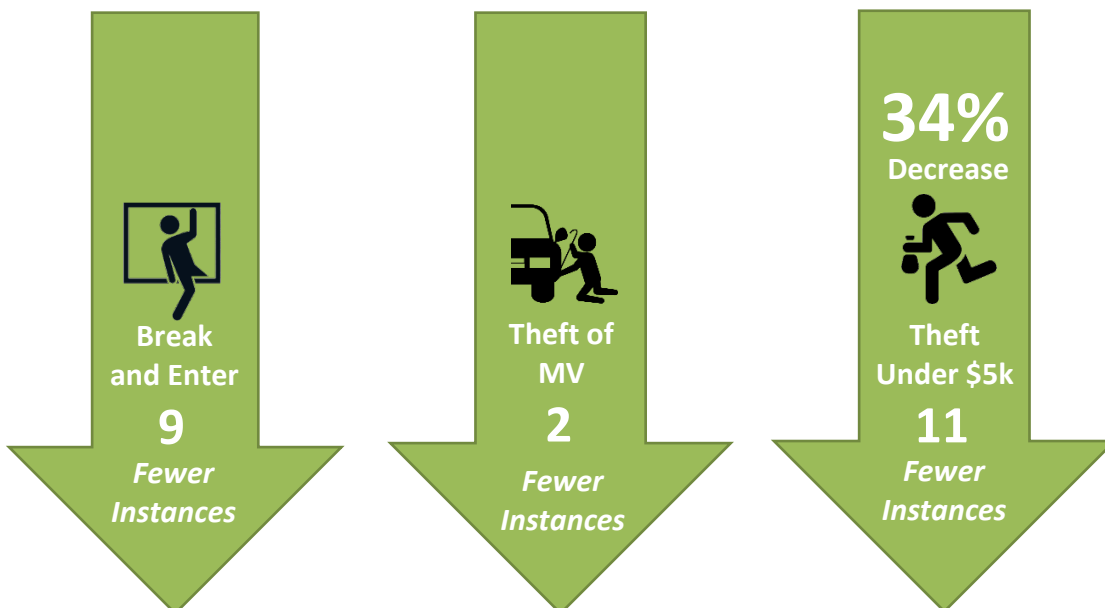 Break
and Enter
9
Fewer
Instances
Theft of
MV
2
Fewer
Instances
34%
Decrease
Theft
Under $5k
11
Fewer
Instances